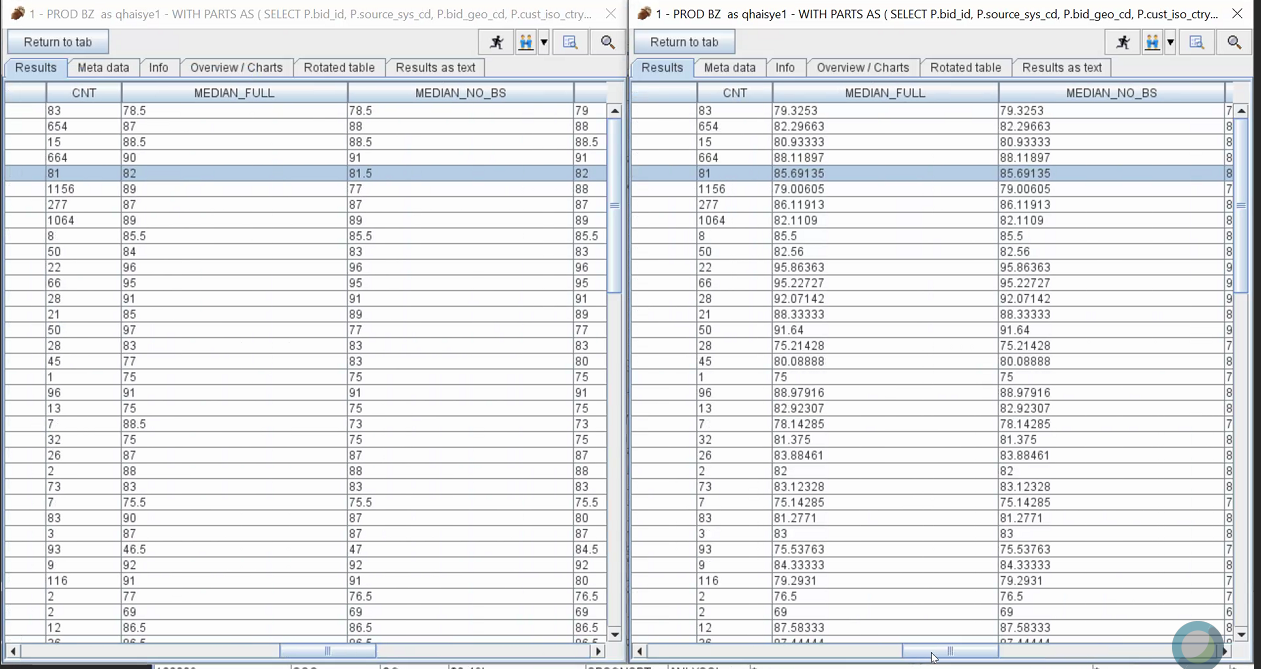 1 - PROD BZ as qhaisye1 - WITH PARTS AS ( SELECT P.bid_id, P.source_sys_cd, P.bid_geo_cd, P.cust_iso_ctry...
Return to tab
Results Meta data Info Overview / Charts Rotated table Results as text
CNT MEDIAN_FULL MEDIAN_NO_BS
83 78.5 78.5 79
654 87 88 88
15 88.5 88.5 88.5
664 90 91 91
81 82 81.5 82
1156 89 77 88
277 87 87 87
1064 89 89 89
8 85.5 85.5 85.5
50 84 83 83
22 96 96 96
66 95 95 95
28 91 91 91
21 85 89 89
50 97 77 77
28 83 83 83
45 77 83 80
1 75 75 75
96 91 91 91
13 75 75 75
7 88.5 73 73
32 75 75 75
26 87 87 87
2 88 88 88
73 83 83 83
7 75.5 75.5 75.5
83 90 87 80
3 87 87 87
93 46.5 47 84.5
9 92 92 92
116 91 91 80
2 77 76.5 76.5
2 69 69 69
12 86.5 86.5 86.5
1 - PROD BZ as qhaisye1 - WITH PARTS AS ( SELECT P.bid_id, P.source_sys_cd, P.bid_geo_cd, P.cust_iso_ctry...
Return to tab
Results Meta data Info Overview / Charts Rotated table Results as text
CNT MEDIAN_FULL MEDIAN_NO_BS
83 79.3253 79.3253 7
654 82.29663 82.29663 8
15 80.93333 80.93333 8
664 88.11897 88.11897 8
81 85.69135 85.69135 8
1156 79.00605 79.00605 7
277 86.11913 86.11913 8
1064 82.1109 82.1109 8
8 85.5 85.5 8
50 82.56 82.56 8
22 95.86363 95.86363 9
66 95.22727 95.22727 9
28 92.07142 92.07142 9
21 88.33333 88.33333 8
50 91.64 91.64 9
28 75.21428 75.21428 7
45 80.08888 80.08888 8
1 75 75 7
96 88.97916 88.97916 8
13 82.92307 82.92307 8
7 78.14285 78.14285 7
32 81.375 81.375 8
26 83.88461 83.88461 8
2 82 82 8
73 83.12328 83.12328 8
7 75.14285 75.14285 7
83 81.2771 81.2771 8
3 83 83 8
93 75.53763 75.53763 7
9 84.33333 84.33333 8
116 79.2931 79.2931 7
2 76.5 76.5 7
2 69 69 6
12 87.58333 87.58333 8